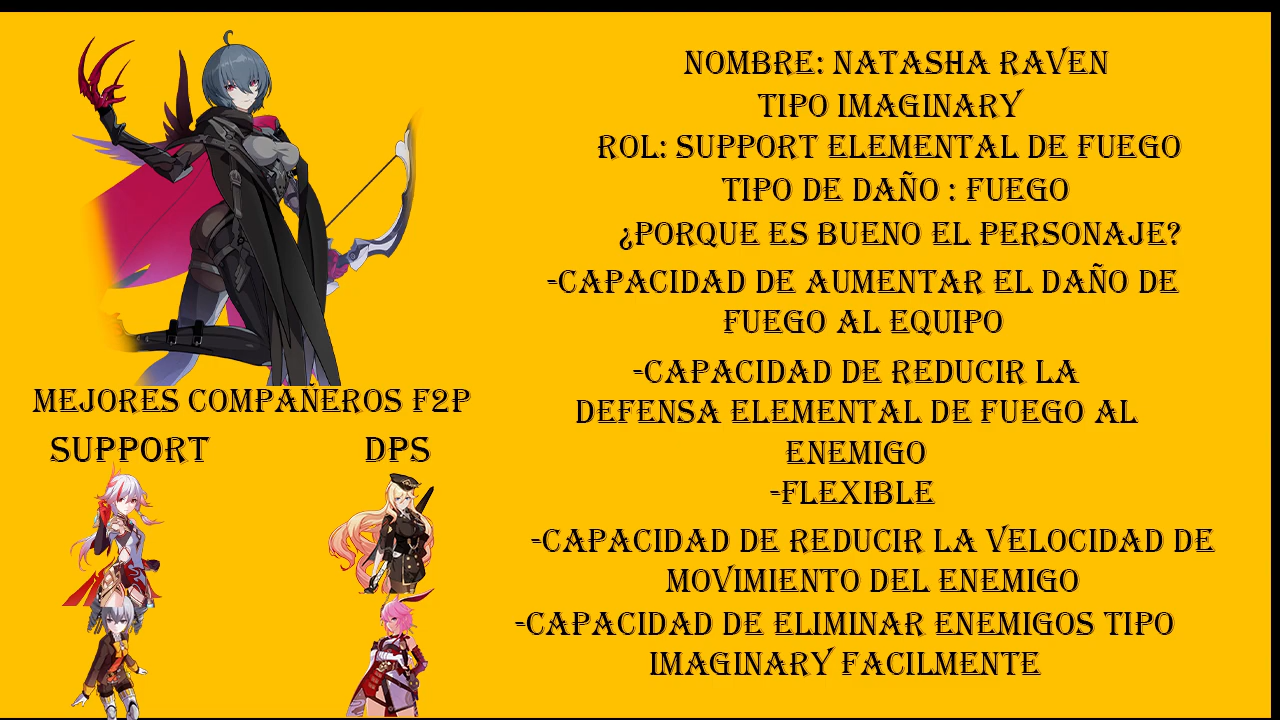 NOMBRE: NATASHA RAVEN
TIPO IMAGINARY
ROL: SUPPORT ELEMENTAL DE FUEGO
TIPO DE DAÑO : FUEGO
¿PORQUE ES BUENO EL PERSONAJE?
-CAPACIDAD DE AUMENTAR EL DAÑO DE
FUEGO AL EQUIPO
-CAPACIDAD DE REDUCIR LA
DEFENSA ELEMENTAL DE FUEGO AL
ENEMIGO
-FLEXIBLE
-CAPACIDAD DE REDUCIR LA VELOCIDAD DE
MOVIMIENTO DEL ENEMIGO
-CAPACIDAD DE ELIMINAR ENEMIGOS TIPO
IMAGINARY FACILMENTE
MEJORES COMPAÑEROS F2P
SUPPORT
DPS